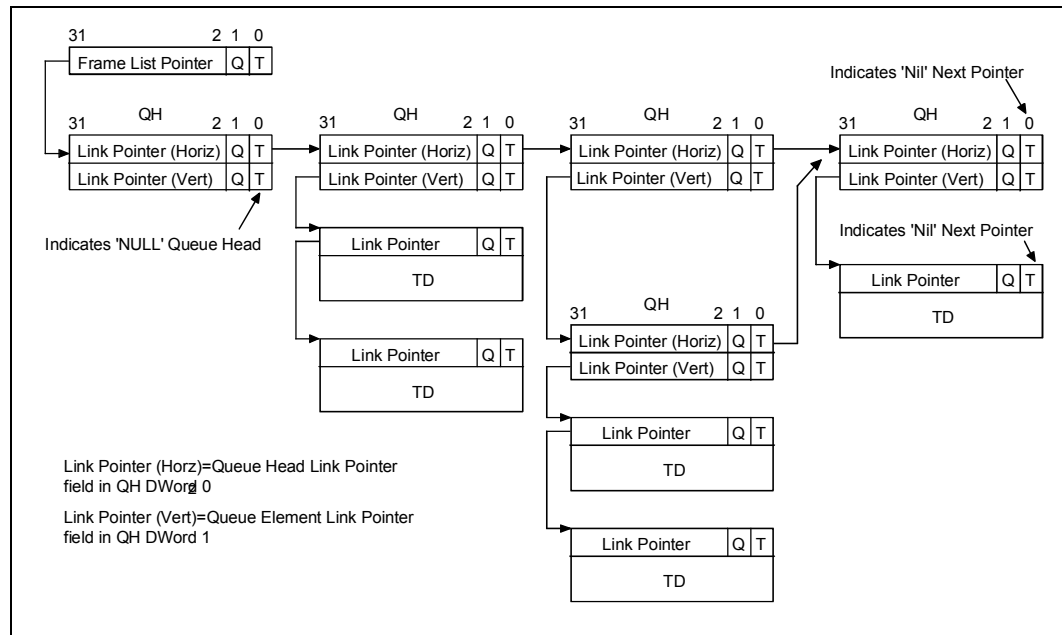 31 2 1 0
Frame List Pointer Q T
Indicates 'Nil' Next Pointer
QH QH QH QH
31 2 1 0 31 2 1 0 31 2 1 0 31 2 1 0
Link Pointer (Horiz) Q T Link Pointer (Horiz) Q T Link Pointer (Horiz) Q T Link Pointer (Horiz) Q T
Link Pointer (Vert) Q T Link Pointer (Vert) Q T Link Pointer (Vert) Q T Link Pointer (Vert) Q T
Indicates 'NULL' Queue Head
Link Pointer Q T
TD
Indicates 'Nil' Next Pointer
Link Pointer Q T
TD
QH
31 2 1 0
Link Pointer (Horiz) Q T
Link Pointer (Vert) Q T
Link Pointer Q T
TD
Link Pointer Q T
TD
Link Pointer Q T
TD
Link Pointer (Horz)=Queue Head Link Pointer
field in QH DWord 0
Link Pointer (Vert)=Queue Element Link Pointer
field in QH DWord 1